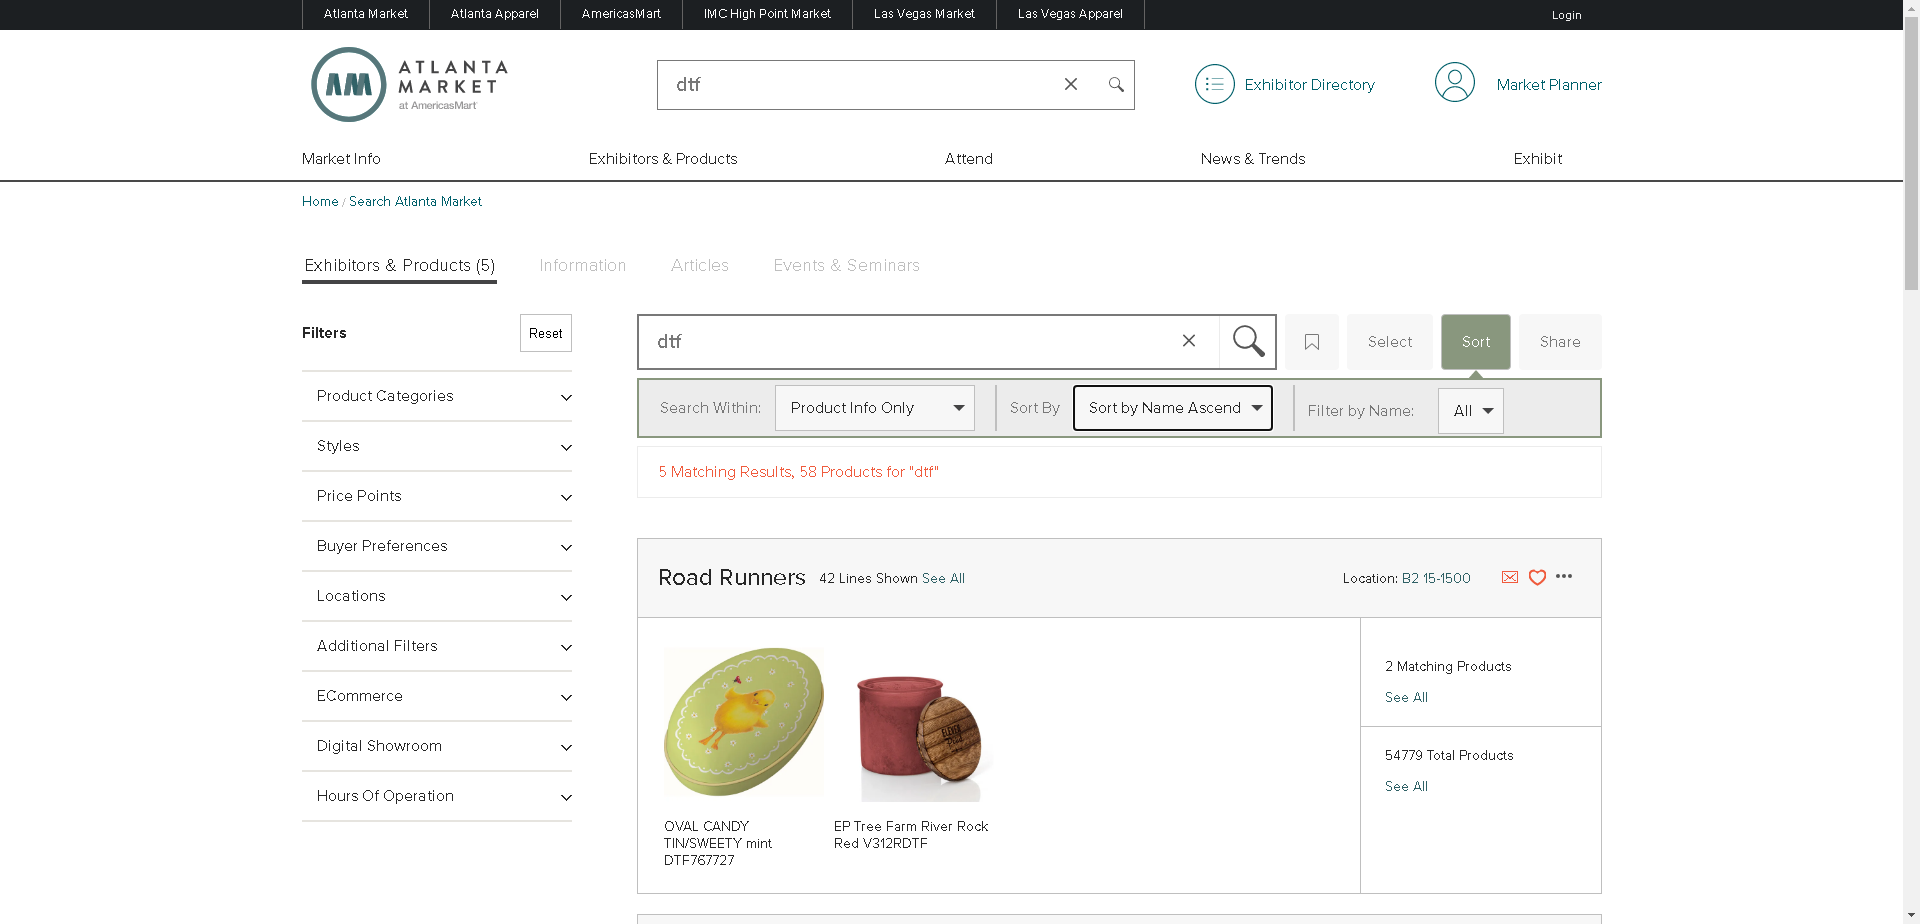 Atlanta Market
Atlanta Apparel
AmericasMart
IMC High Point Market
Las Vegas Market
Las Vegas Apparel
Login
AM
ATLANTA
MARKET
at AmericasMart
dtf
Exhibitor Directory
Market Planner
Market Info
Exhibitors & Products
Attend
News & Trends
Exhibit
Home / Search Atlanta Market
Exhibitors & Products (5)
Information
Articles
Events & Seminars
Filters
Reset
Product Categories
Styles
Price Points
Buyer Preferences
Locations
Additional Filters
ECommerce
Digital Showroom
Hours Of Operation
dtf
Select
Sort
Share
Search Within:
Product Info Only
Sort By
Sort by Name Ascend
Filter by Name:
All
5 Matching Results, 58 Products for "dtf"
Road Runners
42 Lines Shown See All
Location: B2 15-1500
ELEVEN
Point
OVAL CANDY
TIN/SWEETY mint
DTF767727
EP Tree Farm River Rock
Red V312RDTF
2 Matching Products
See All
54779 Total Products
See All